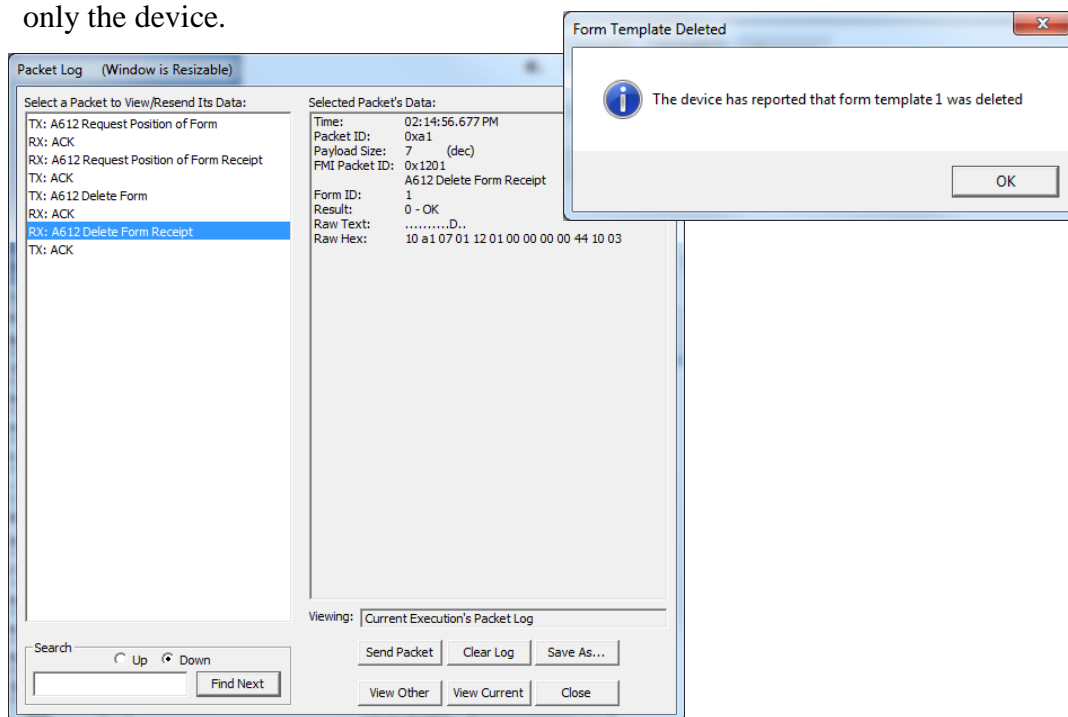 only the device.
Form Template Deleted
The device has reported that form template 1 was deleted
OK
Packet Log (Window is Resizable)
Select a Packet to View/Resend Its Data:
TX: A612 Request Position of Form
RX: ACK
RX: A612 Request Position of Form Receipt
TX: ACK
TX: A612 Delete Form
RX: ACK
RX: A612 Delete Form Receipt
TX: ACK
Selected Packet's Data:
Time: 02:14:56.677 PM
Packet ID: 0xa1
Payload Size: 7 (dec)
FMI Packet ID: 0x1201
A612 Delete Form Receipt
Form ID: 1
Result: 0 - OK
Raw Text: ..........D..
Raw Hex: 10 a1 07 01 12 01 00 00 00 00 44 10 03
Viewing: Current Execution's Packet Log
Search
Up Down
Find Next
Send Packet Clear Log Save As...
View Other View Current Close